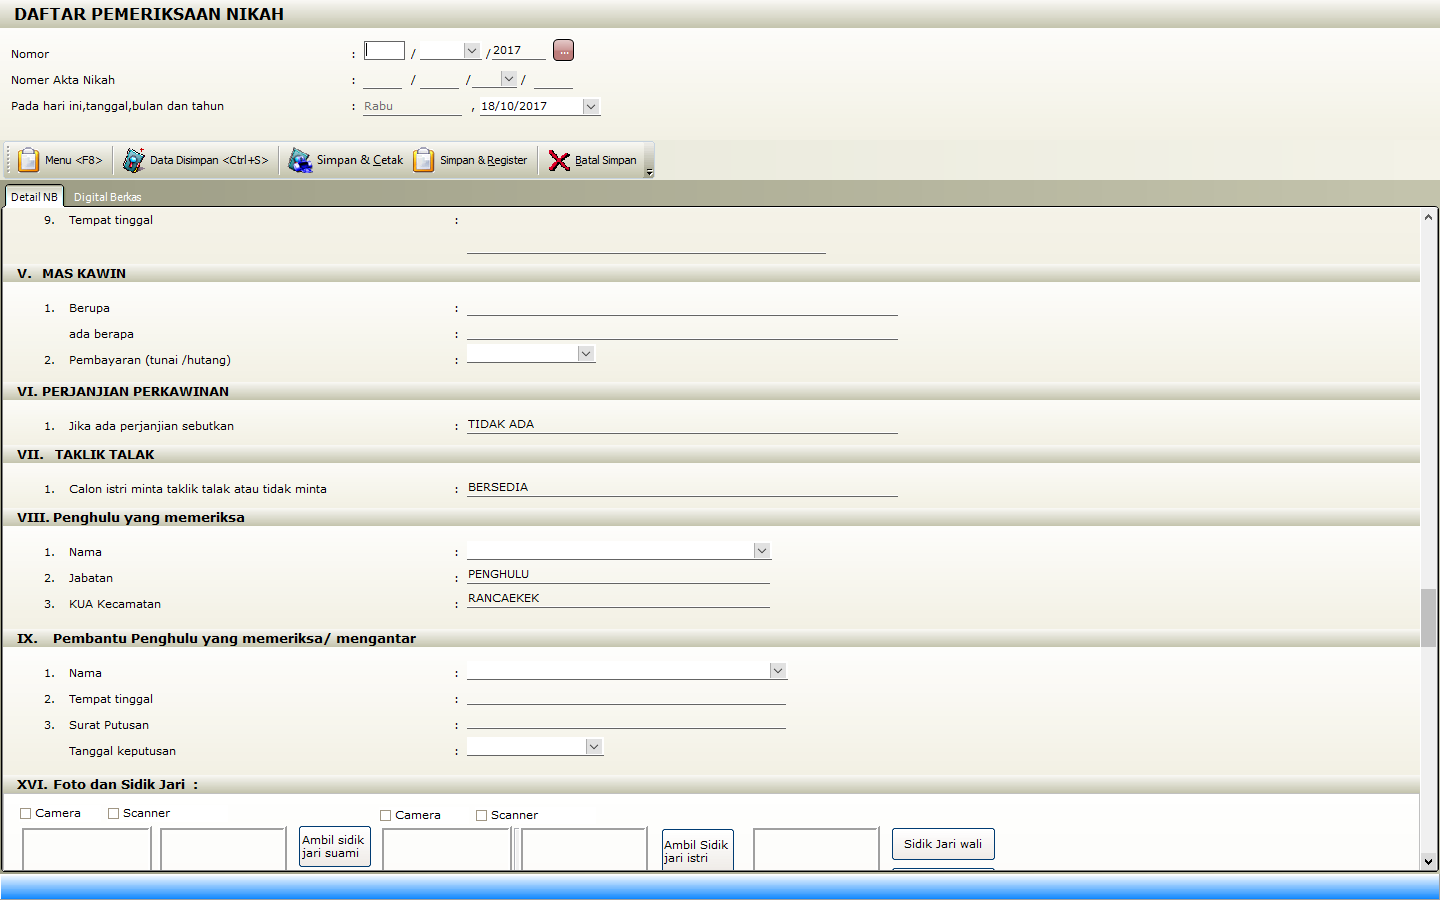 DAFTAR PEMERIKSAAN NIKAH
Nomor : / / 2017 ...
Nomer Akta Nikah : / / /
Pada hari ini,tanggal,bulan dan tahun : Rabu , 18/10/2017
Menu <F8> Data Disimpan <Ctrl+S> Simpan & Cetak Simpan & Register Batal Simpan
Detail NB Digital Berkas
9. Tempat tinggal :
V. MAS KAWIN
1. Berupa :
ada berapa :
2. Pembayaran (tunai /hutang) :
VI. PERJANJIAN PERKAWINAN
1. Jika ada perjanjian sebutkan : TIDAK ADA
VII. TAKLIK TALAK
1. Calon istri minta taklik talak atau tidak minta : BERSEDIA
VIII. Penghulu yang memeriksa
1. Nama :
2. Jabatan : PENGHULU
3. KUA Kecamatan : RANCAEKEK
IX. Pembantu Penghulu yang memeriksa/ mengantar
1. Nama :
2. Tempat tinggal :
3. Surat Putusan :
Tanggal keputusan :
XVI. Foto dan Sidik Jari :
Camera Scanner Camera Scanner
Ambil sidik jari suami
Ambil Sidik jari istri
Sidik Jari wali